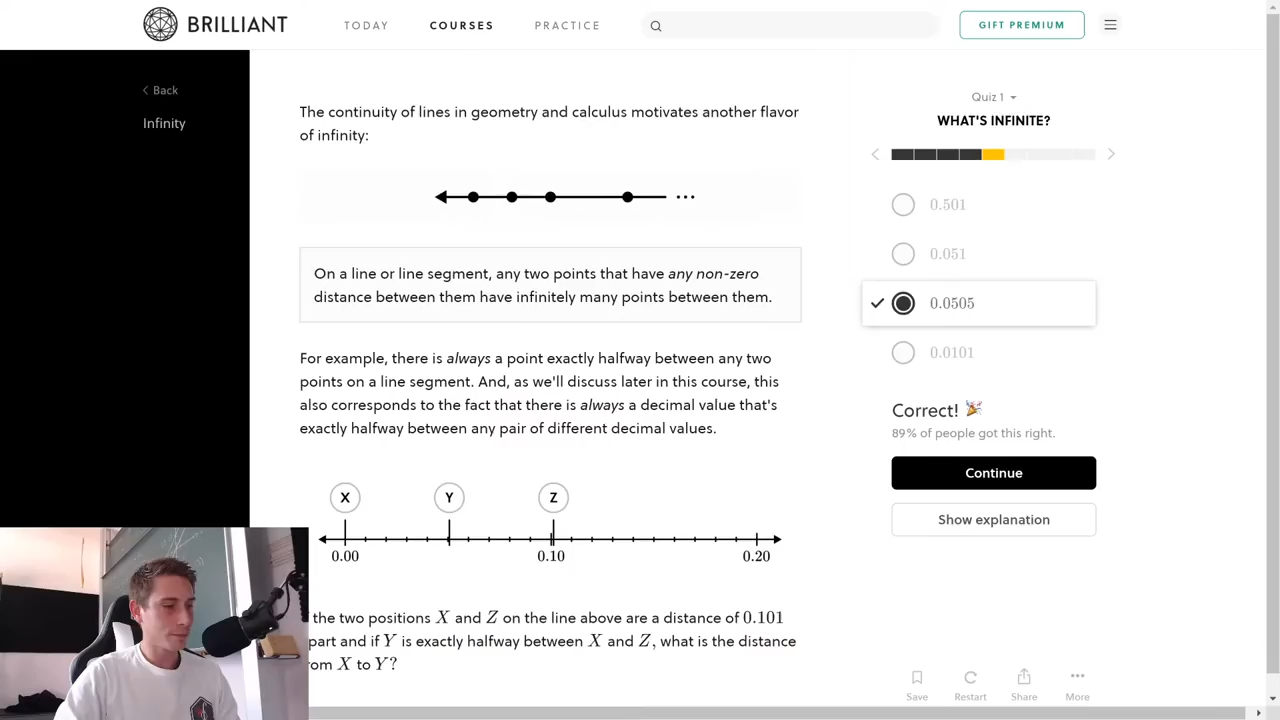 BRILLIANT
TODAY
COURSES
PRACTICE
GIFT PREMIUM
Back
Infinity
The continuity of lines in geometry and calculus motivates another flavor
of infinity:
...
On a line or line segment, any two points that have any non-zero
distance between them have infinitely many points between them.
For example, there is always a point exactly halfway between any two
points on a line segment. And, as we'll discuss later in this course, this
also corresponds to the fact that there is always a decimal value that's
exactly halfway between any pair of different decimal values.
X
Y
Z
0.00
0.10
0.20
the two positions X and Z on the line above are a distance of 0.101
part and if Y is exactly halfway between X and Z, what is the distance
rom X to Y?
Quiz 1
WHAT'S INFINITE?
0.501
0.051
0.0505
0.0101
Correct! 🎉
89% of people got this right.
Continue
Show explanation
Save
Restart
Share
More